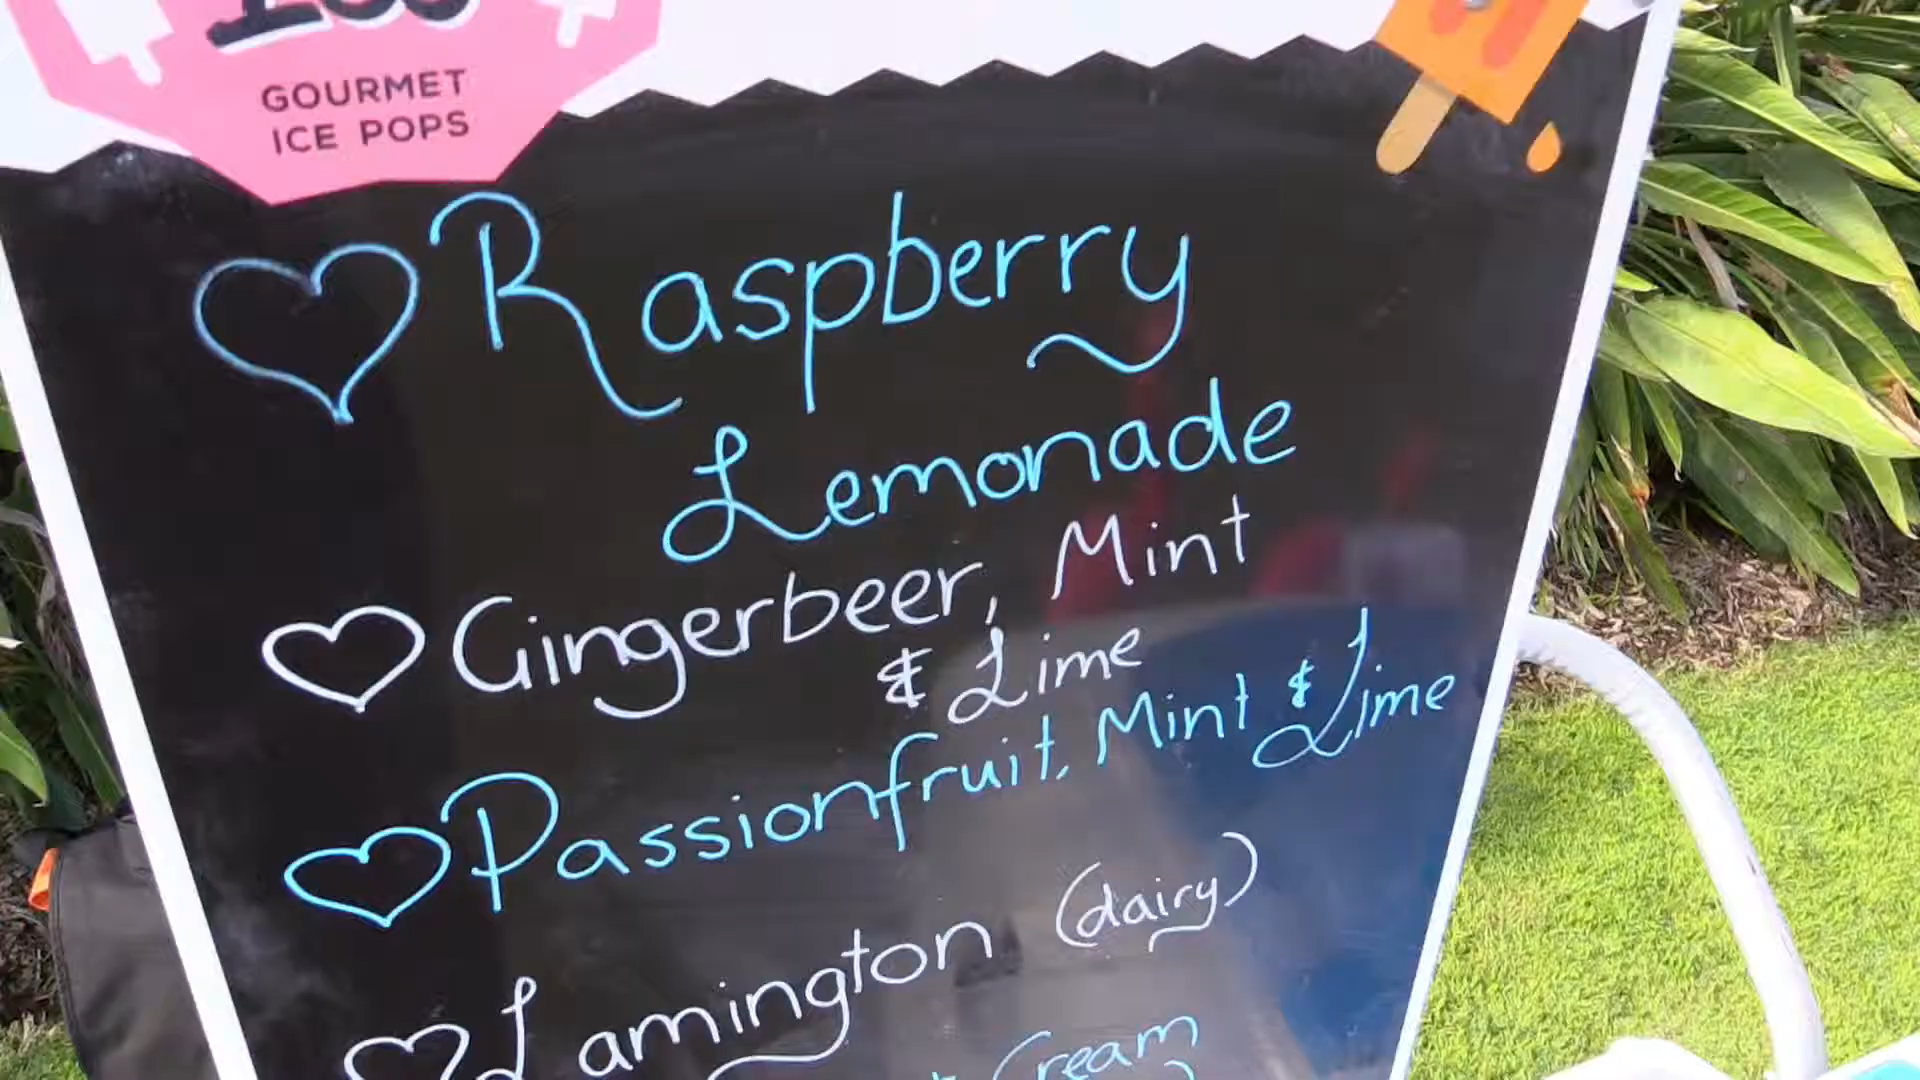 GOURMET
ICE POPS
Raspberry
Lemonade
Gingerbeer, Mint
& Lime
Passionfruit, Mint & Lime
Lamington (dairy)
Cream